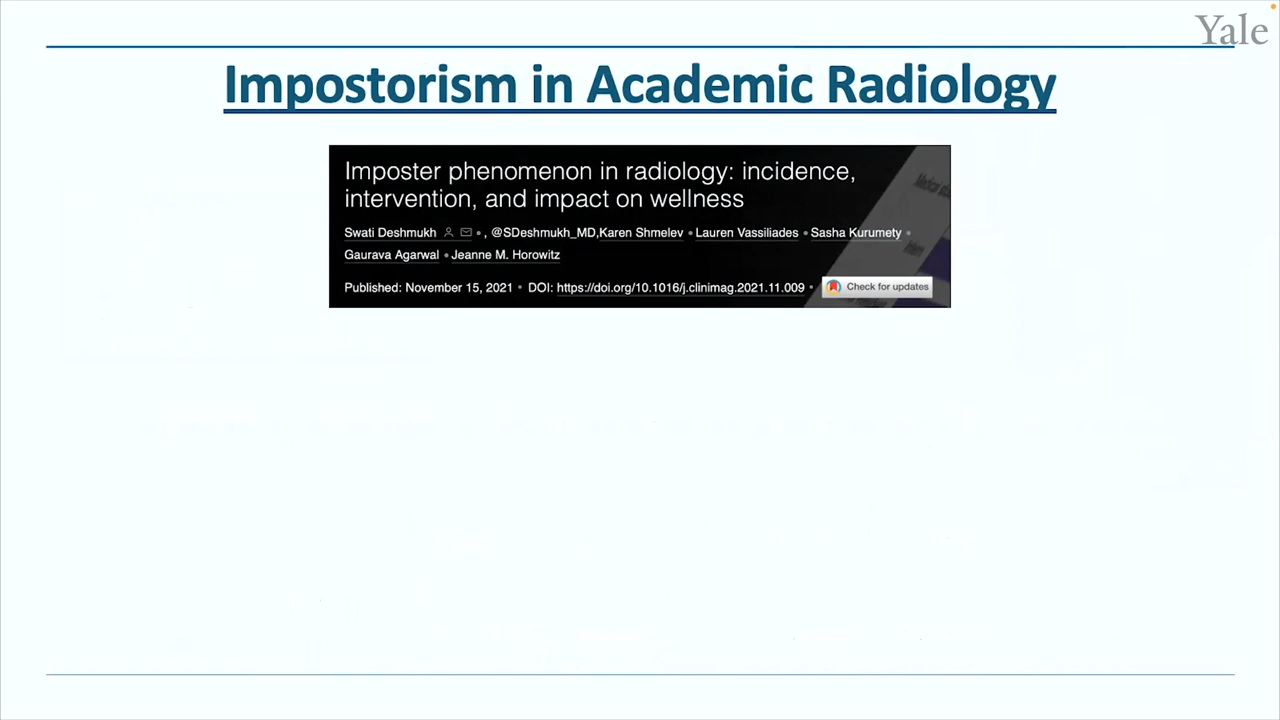 Yale
Impostorism in Academic Radiology
Imposter phenomenon in radiology: incidence,
intervention, and impact on wellness
Swati Deshmukh • , @SDeshmukh_MD,Karen Shmelev • Lauren Vassiliades • Sasha Kurumety •
Gaurava Agarwal • Jeanne M. Horowitz
Published: November 15, 2021 • DOI: https://doi.org/10.1016/j.clinimag.2021.11.009 • Check for updates